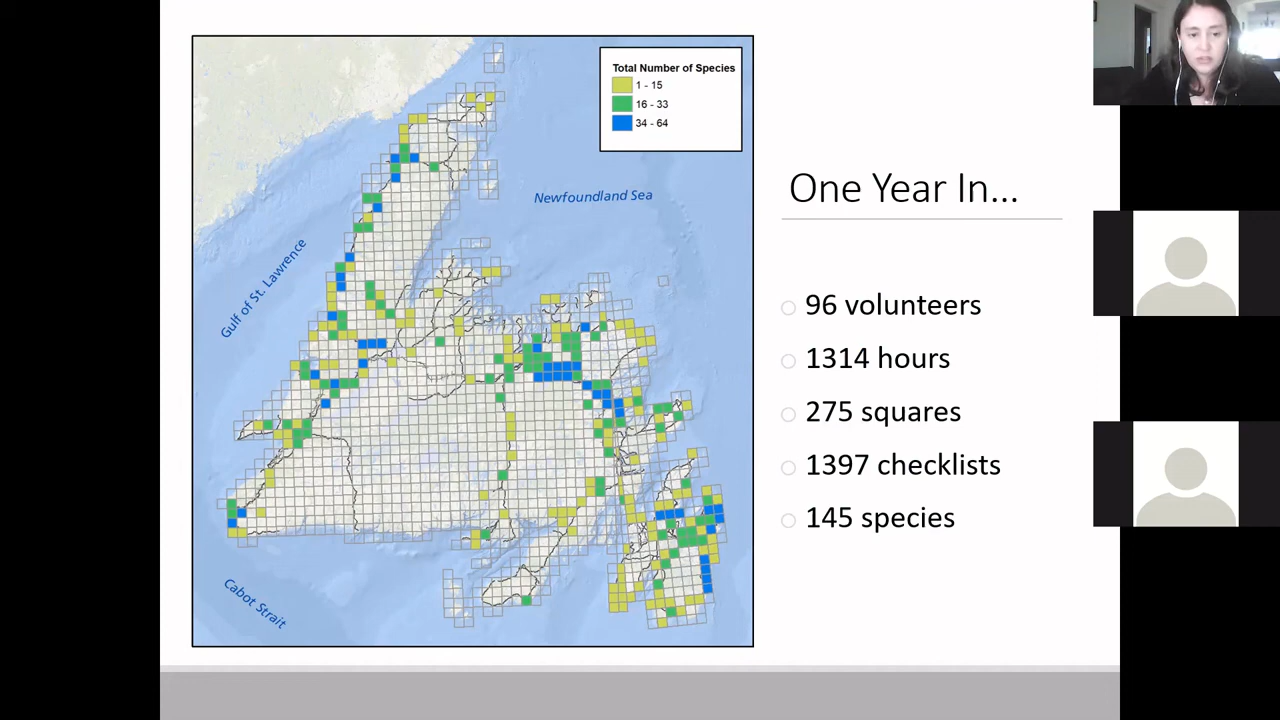 Total Number of Species
1 - 15
16 - 33
34 - 64
Newfoundland Sea
Gulf of St. Lawrence
Cabot Strait
One Year In...
96 volunteers
1314 hours
275 squares
1397 checklists
145 species